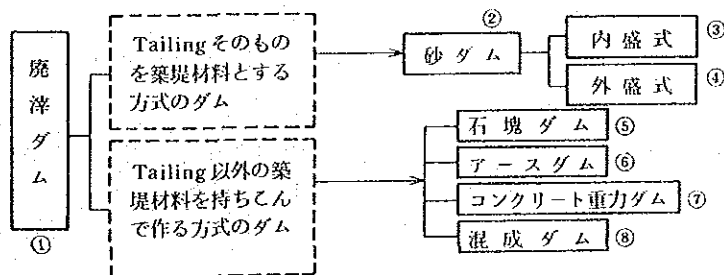 廃滓ダム
①
Tailingそのもの
を築堤材料とする
方式のダム
②
砂ダム
内盛式 ③
外盛式 ④
Tailing以外の築
堤材料を持ちこん
で作る方式のダム
石塊ダム ⑤
アースダム ⑥
コンクリート重力ダム ⑦
混成ダム ⑧